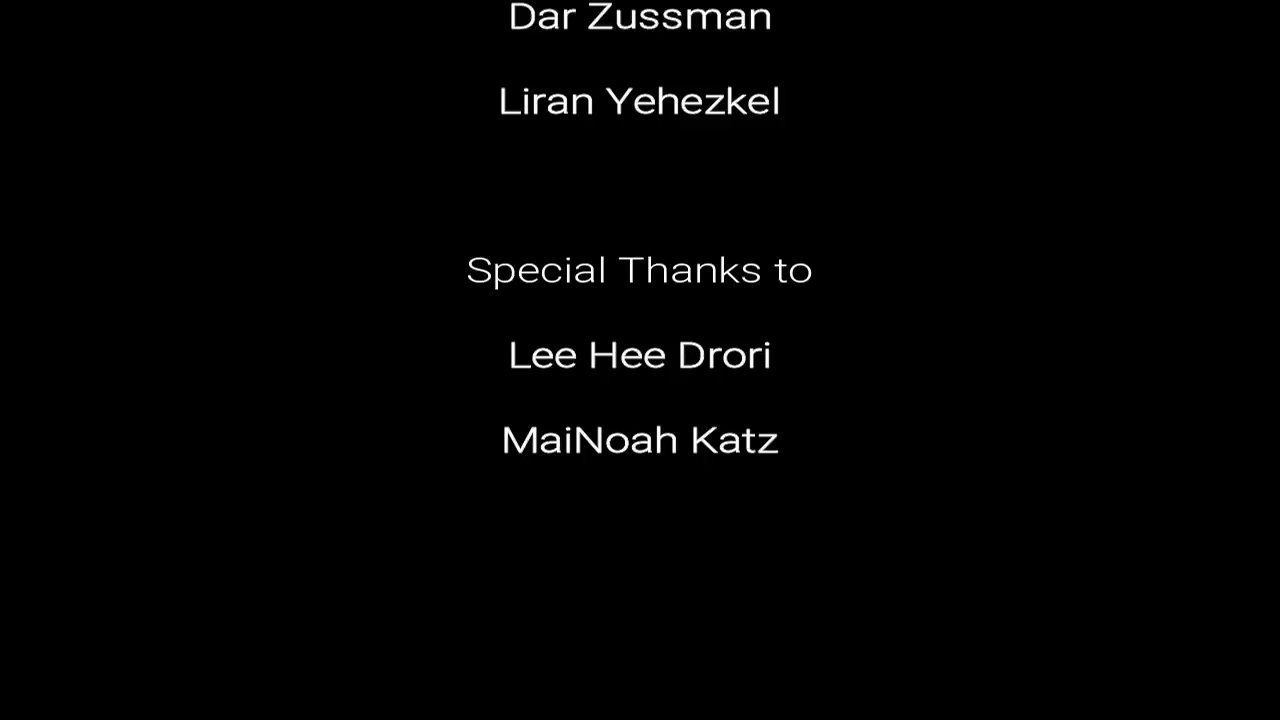 Dar Zussman
Liran Yehezkel
Special Thanks to
Lee Hee Drori
MaiNoah Katz